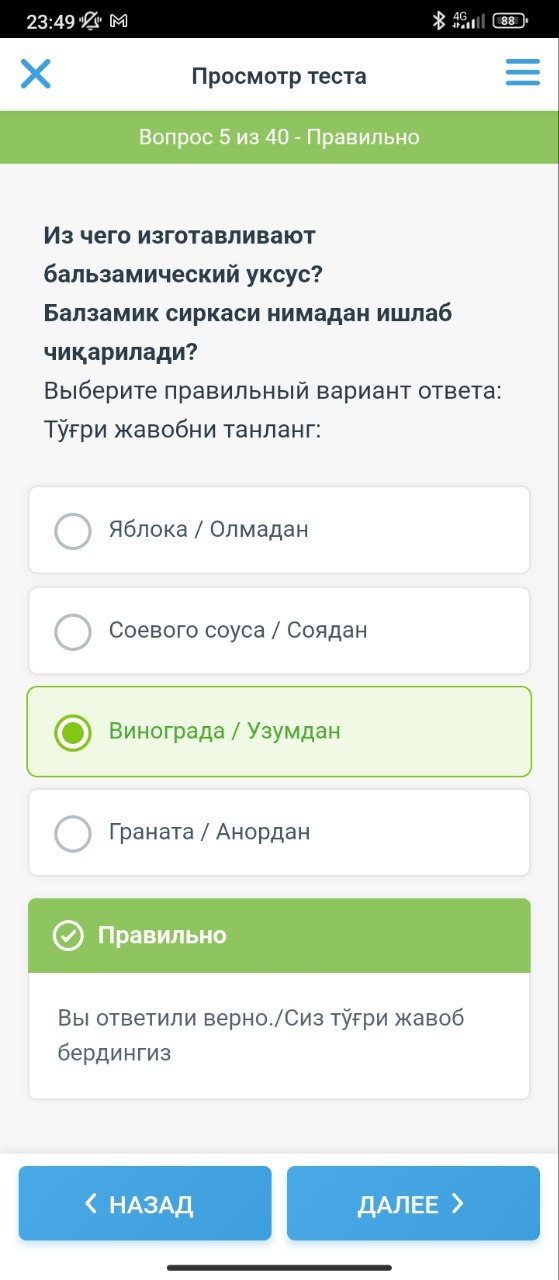 23:49
4G
88
Просмотр теста
Вопрос 5 из 40 - Правильно
Из чего изготавливают
бальзамический уксус?
Балзамик сиркаси нимадан ишлаб
чиқарилади?
Выберите правильный вариант ответа:
Тўғри жавобни танланг:
Яблока / Олмадан
Соевого соуса / Соядан
Винограда / Узумдан
Граната / Анордан
Правильно
Вы ответили верно./Сиз тўғри жавоб
бердингиз
НАЗАД
ДАЛЕЕ